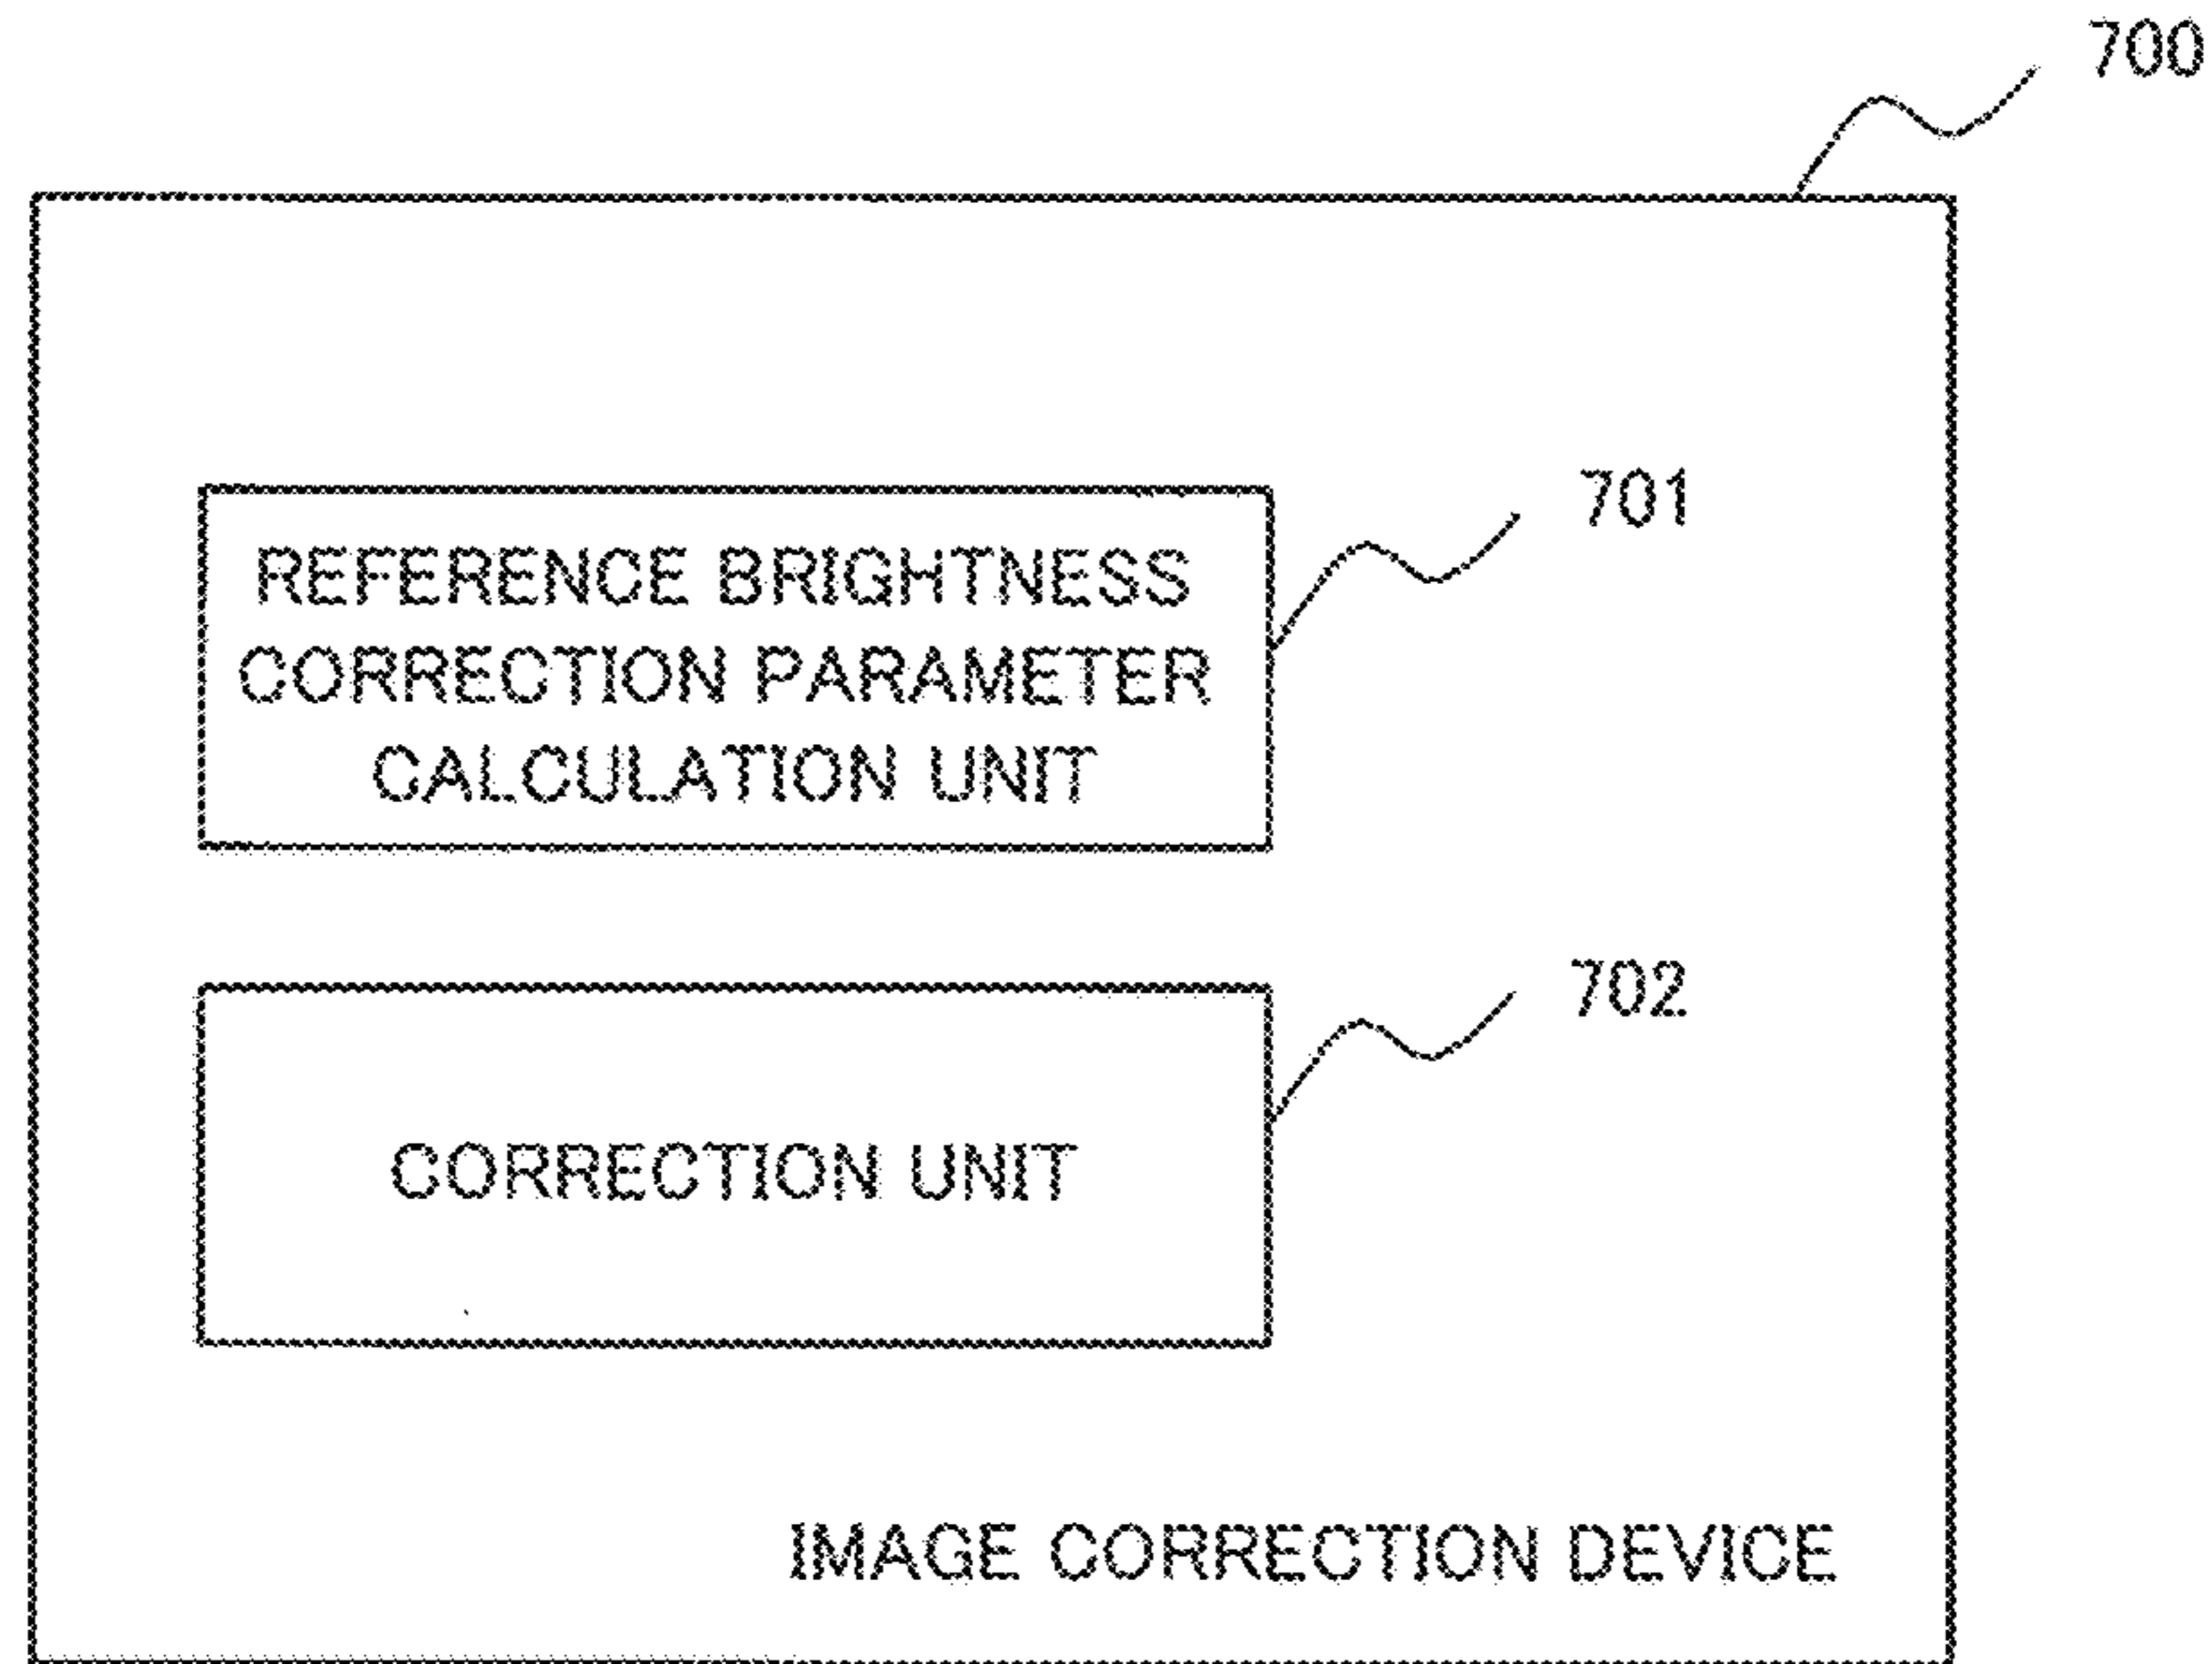 700
701
REFERENCE BRIGHTNESS
CORRECTION PARAMETER
CALCULATION UNIT
702
CORRECTION UNIT
IMAGE CORRECTION DEVICE